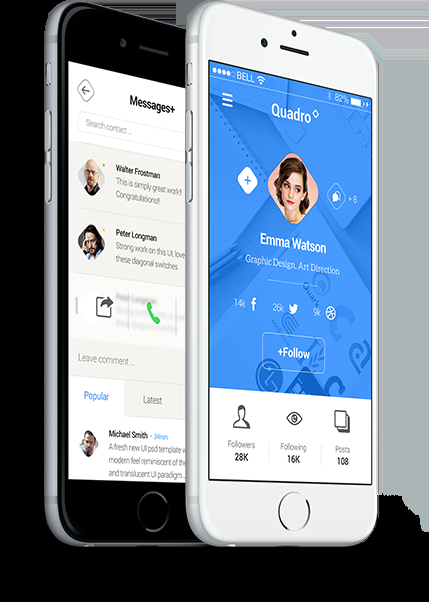 Messages+
Search contact ...
Walter Frostman
This is simply great work!
Congratulations!!
Peter Longman
Strong work on this UI, love
these diagonal switches
Leave comment ...
Popular
Latest
Michael Smith • 34min
A fresh new UI psd template w
modern feel reminiscent of the
and translucent UI paradigm...
BELL
82%
Quadro
+ 8
Emma Watson
Graphic Design, Art Direction
14k
26k
9k
+Follow
Followers
28K
Following
16K
Posts
108